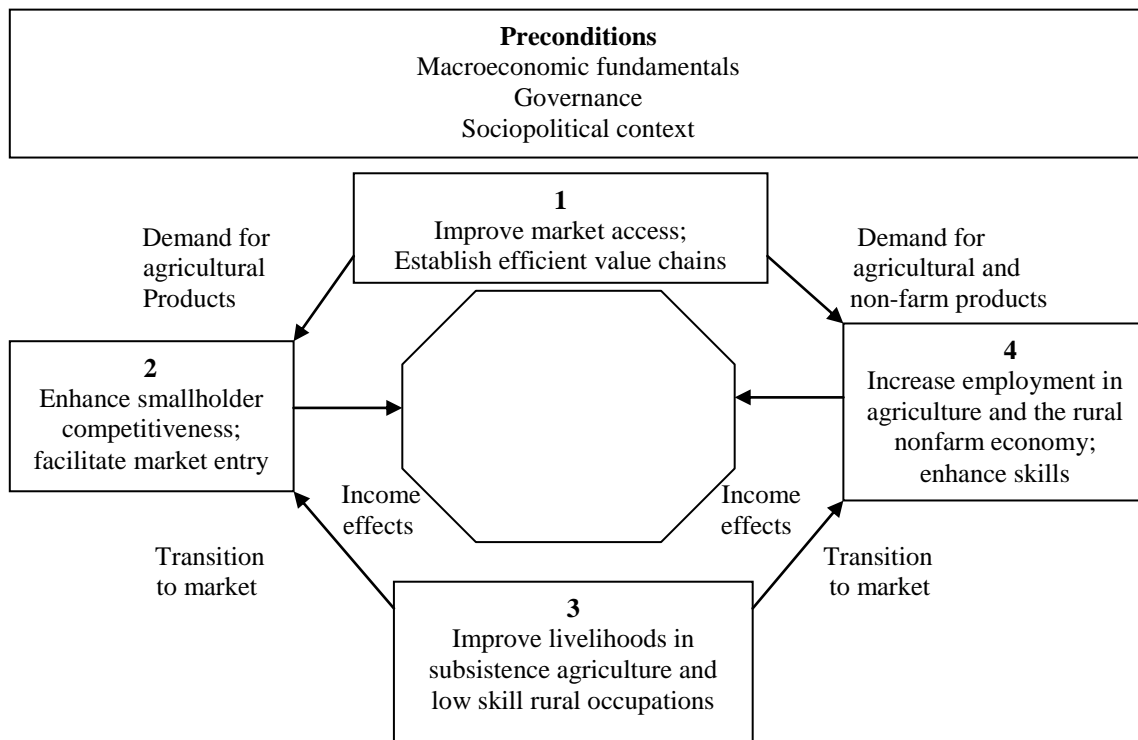 Preconditions
Macroeconomic fundamentals
Governance
Sociopolitical context
1
Improve market access;
Establish efficient value chains
Demand for
agricultural
Products
Demand for
agricultural and
non-farm products
2
Enhance smallholder
competitiveness;
facilitate market entry
4
Increase employment in
agriculture and the rural
nonfarm economy;
enhance skills
Income
effects
Income
effects
Transition
to market
Transition
to market
3
Improve livelihoods in
subsistence agriculture and
low skill rural occupations